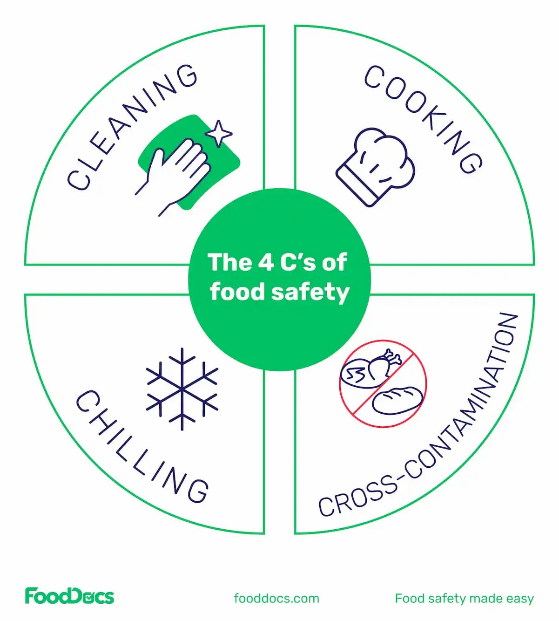 CLEANING
COOKING
The 4 C's of
food safety
CHILLING
CROSS-CONTAMINATION
FoodDocs
fooddocs.com
Food safety made easy